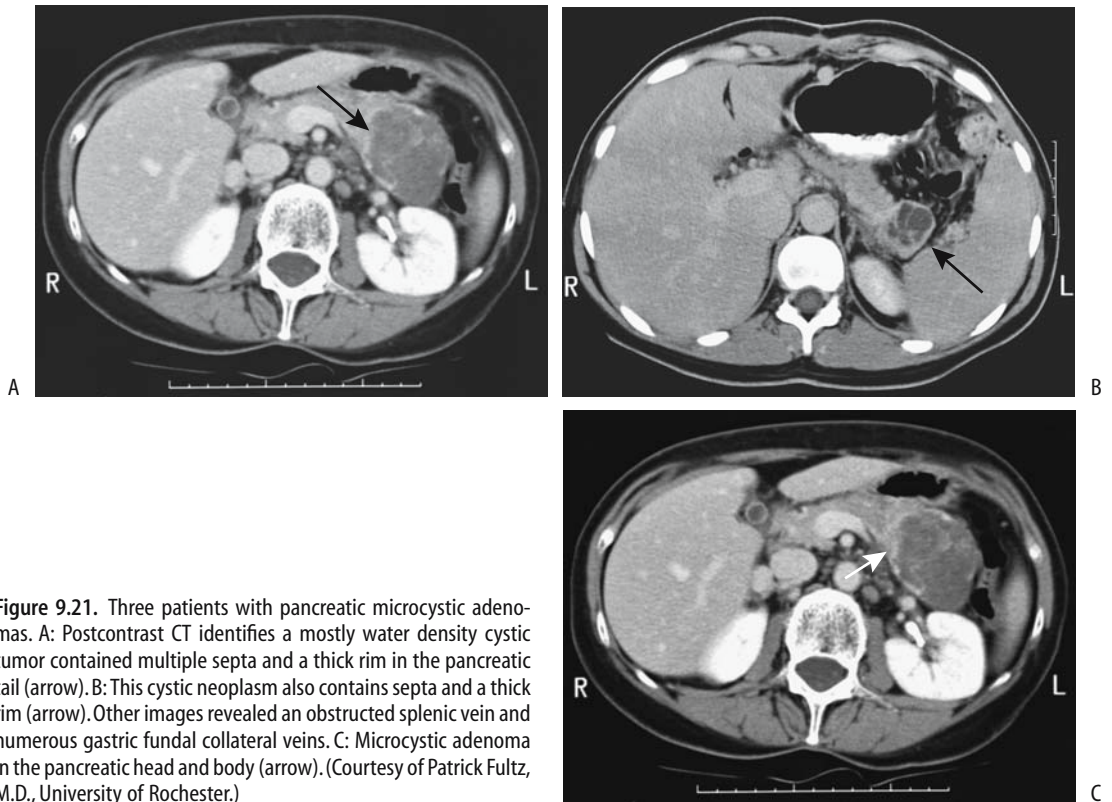 R
L
A
R
L
B
R
L
C
Figure 9.21. Three patients with pancreatic microcystic adeno-
mas. A: Postcontrast CT identifies a mostly water density cystic
tumor contained multiple septa and a thick rim in the pancreatic
tail (arrow). B: This cystic neoplasm also contains septa and a thick
rim (arrow). Other images revealed an obstructed splenic vein and
numerous gastric fundal collateral veins. C: Microcystic adenoma
in the pancreatic head and body (arrow). (Courtesy of Patrick Fultz,
M.D., University of Rochester.)